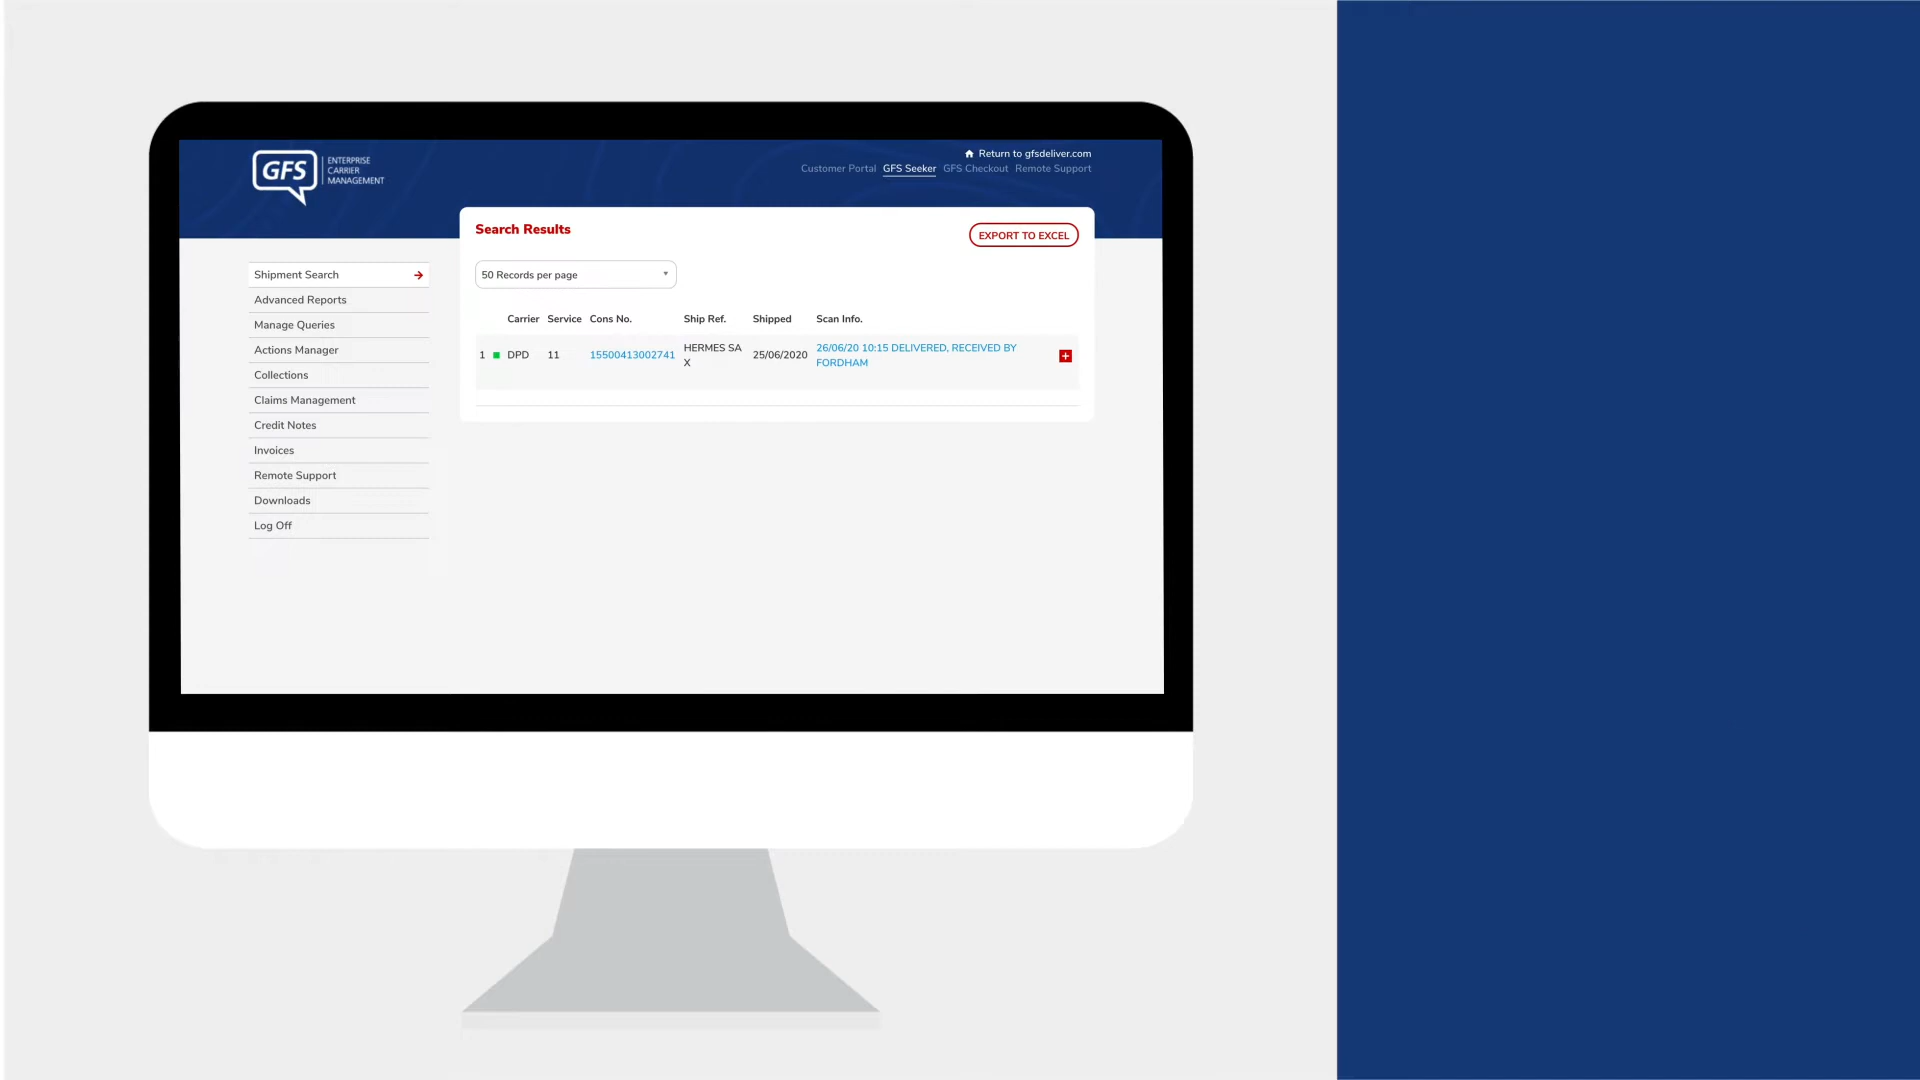 GFS
ENTERPRISE
CARRIER
MANAGEMENT
Return to gfsdeliver.com
Customer Portal GFS Seeker GFS Checkout Remote Support
Search Results
EXPORT TO EXCEL
50 Records per page
Shipment Search
Advanced Reports
Manage Queries
Actions Manager
Collections
Claims Management
Credit Notes
Invoices
Remote Support
Downloads
Log Off
Carrier Service Cons No. Ship Ref. Shipped Scan Info.
1 DPD 11 15500413002741 HERMES SA X 25/06/2020 26/06/20 10:15 DELIVERED, RECEIVED BY
FORDHAM